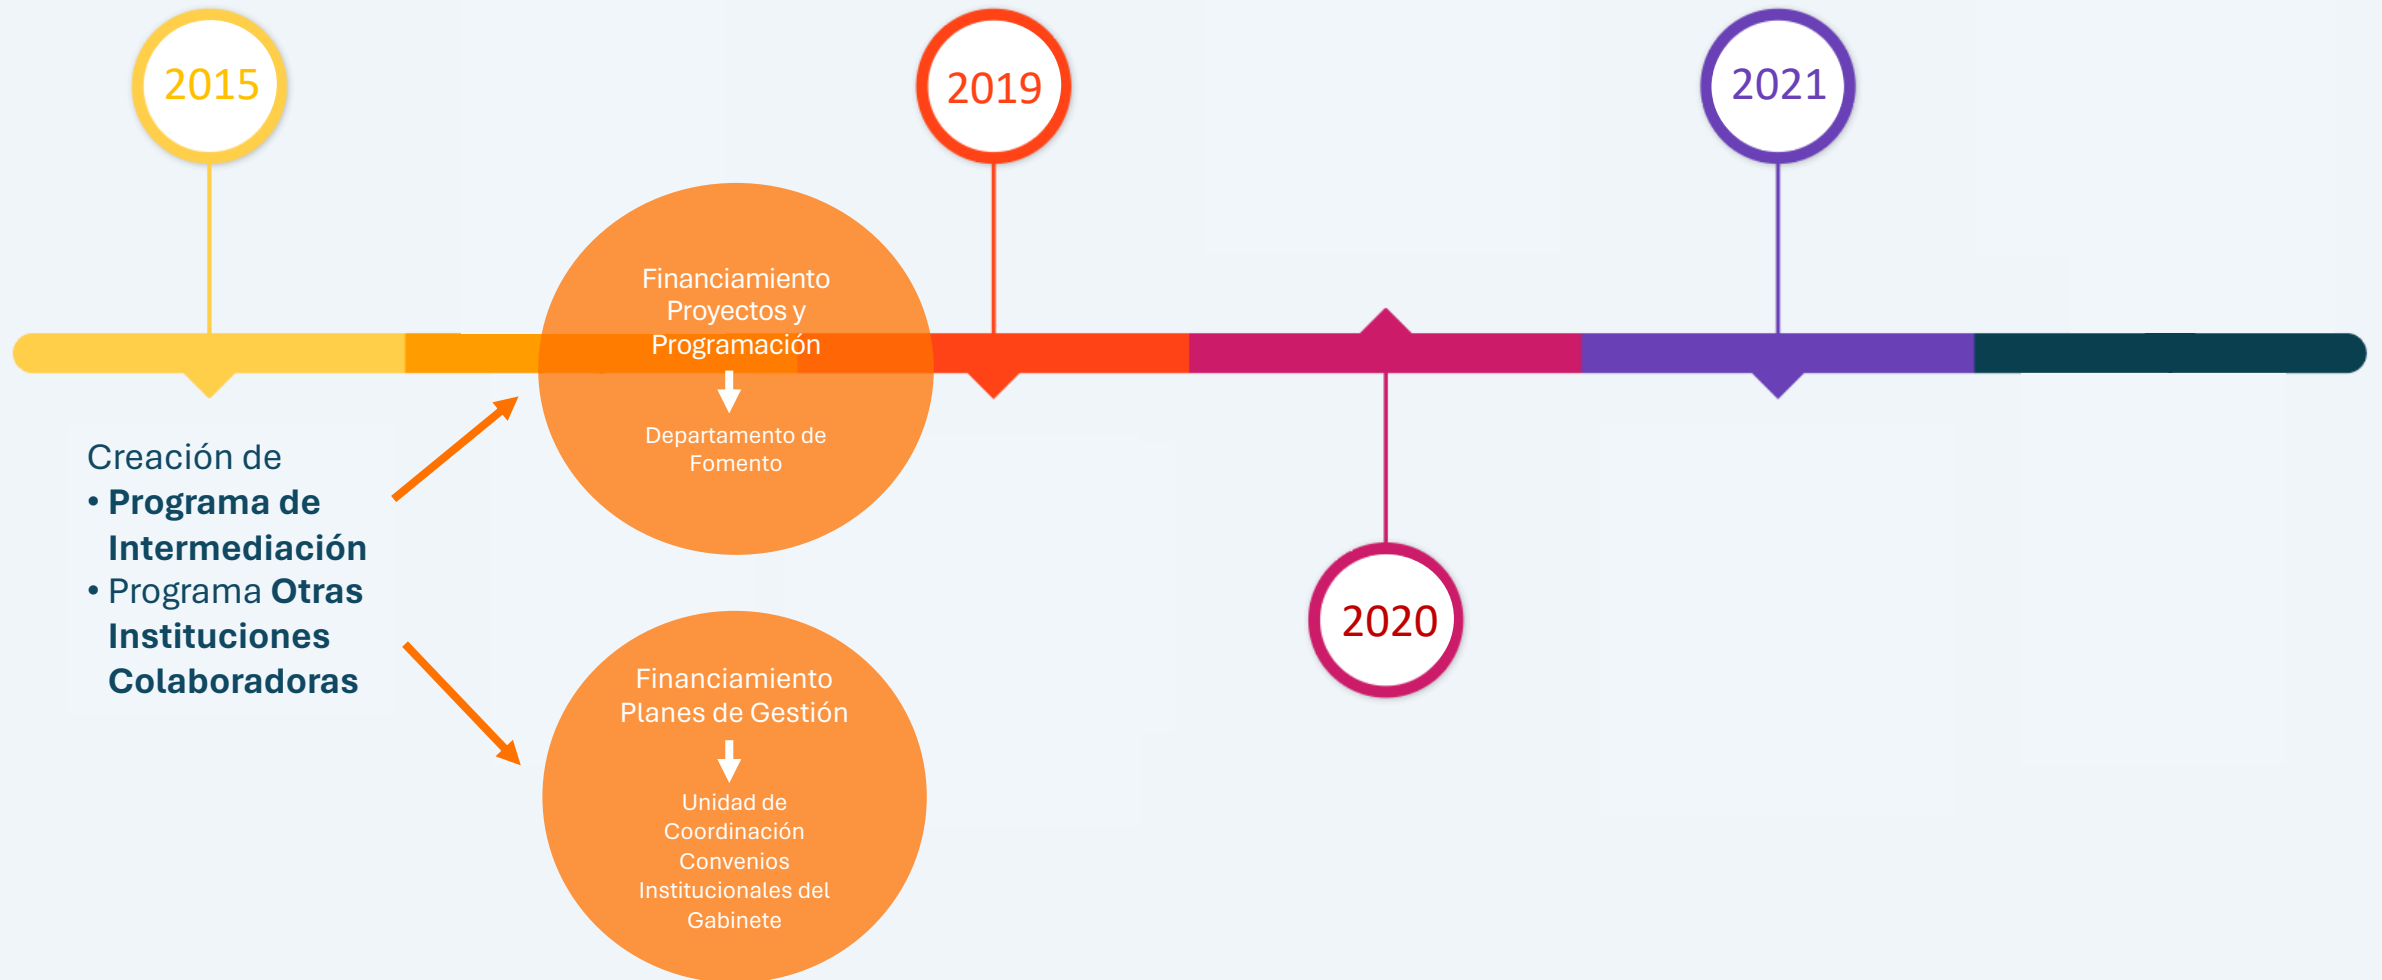 2015
2019
2021
Financiamiento
Proyectos y
Programación
Departamento de
Fomento
Creación de
• Programa de
Intermediación
• Programa Otras
Instituciones
Colaboradoras
2020
Financiamiento
Planes de Gestión
Unidad de
Coordinación
Convenios
Institucionales del
Gabinete